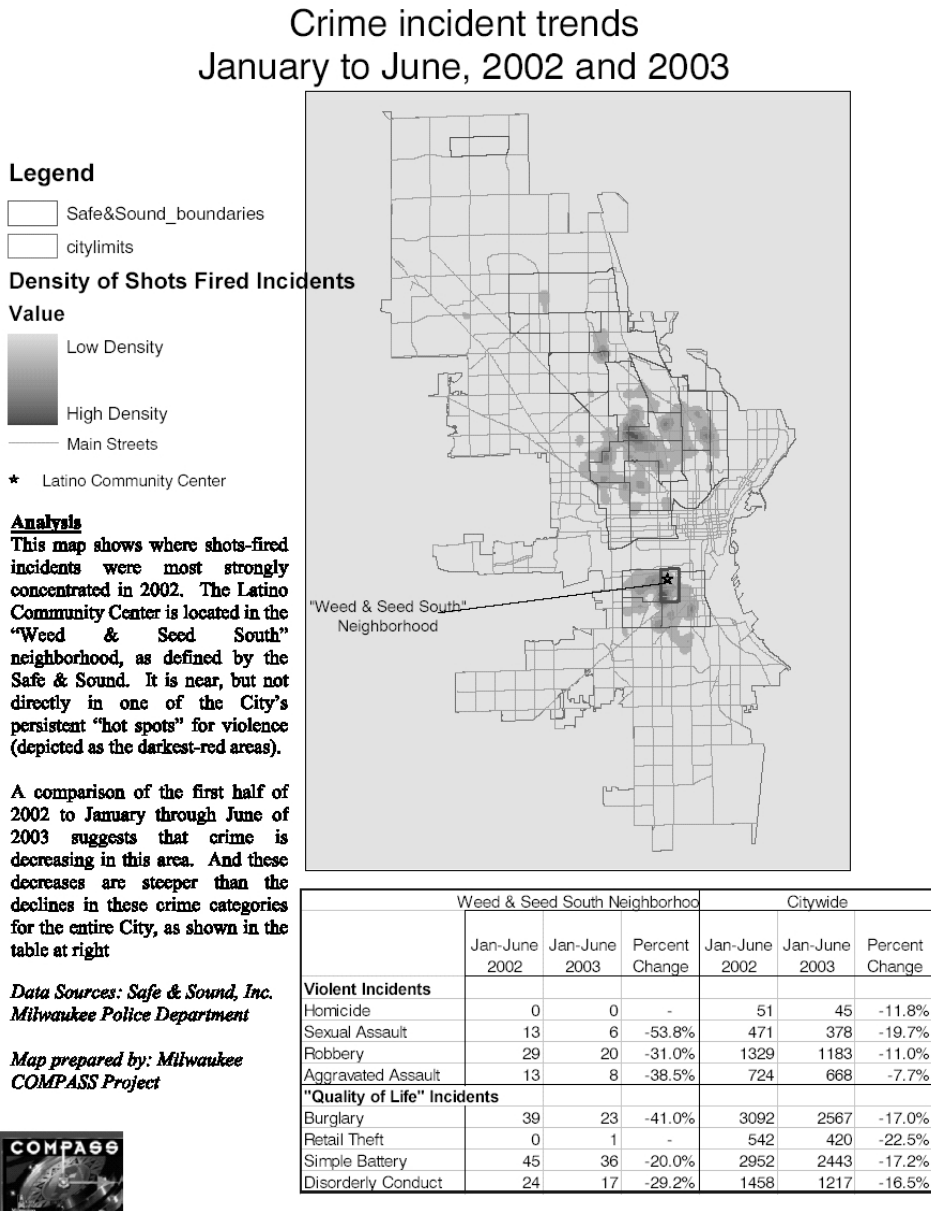 Crime incident trends
January to June, 2002 and 2003
Legend
Safe&Sound_boundaries
citylimits
Density of Shots Fired Incidents
Value
Low Density
High Density
Main Streets
Latino Community Center
Analysis
This map shows where shots-fired
incidents were most strongly
concentrated in 2002. The Latino
Community Center is located in the
“Weed & Seed South”
neighborhood, as defined by the
Safe & Sound. It is near, but not
directly in one of the City’s
persistent “hot spots” for violence
(depicted as the darkest-red areas).
A comparison of the first half of
2002 to January through June of
2003 suggests that crime is
decreasing in this area. And these
decreases are steeper than the
declines in these crime categories
for the entire City, as shown in the
table at right
Data Sources: Safe & Sound, Inc.
Milwaukee Police Department
Map prepared by: Milwaukee
COMPASS Project
COMPASS
"Weed & Seed South"
Neighborhood
Weed & Seed South Neighborhoo Citywide
Jan-June Jan-June Percent Jan-June Jan-June Percent
2002 2003 Change 2002 2003 Change
Violent Incidents
Homicide 0 0 - 51 45 -11.8%
Sexual Assault 13 6 -53.8% 471 378 -19.7%
Robbery 29 20 -31.0% 1329 1183 -11.0%
Aggravated Assault 13 8 -38.5% 724 668 -7.7%
"Quality of Life" Incidents
Burglary 39 23 -41.0% 3092 2567 -17.0%
Retail Theft 0 1 - 542 420 -22.5%
Simple Battery 45 36 -20.0% 2952 2443 -17.2%
Disorderly Conduct 24 17 -29.2% 1458 1217 -16.5%